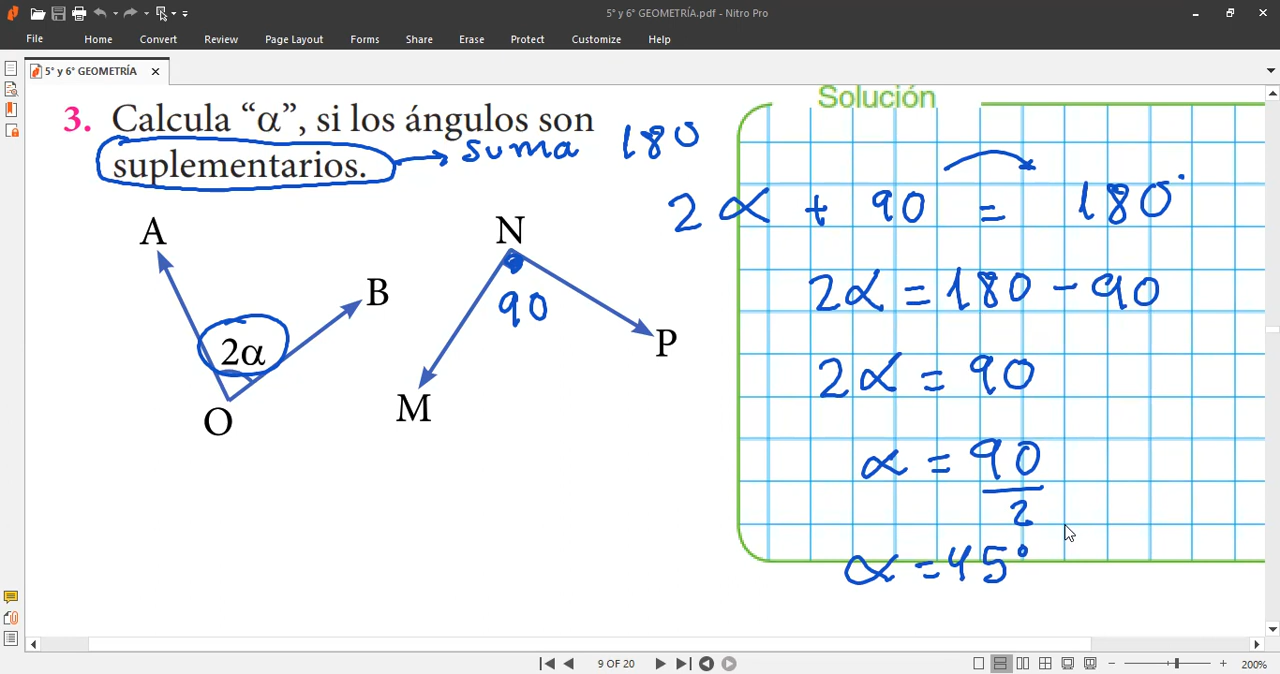 5° y 6° GEOMETRÍA.pdf - Nitro Pro
File Home Convert Review Page Layout Forms Share Erase Protect Customize Help
5° y 6° GEOMETRÍA
3. Calcula “α”, si los ángulos son
suplementarios.
suma 180
Solución
2α + 90 = 180°
2α = 180 - 90
2α = 90
α = 90
2
α = 45°
A
B
2α
O
N
90
P
M
9 OF 20
200%